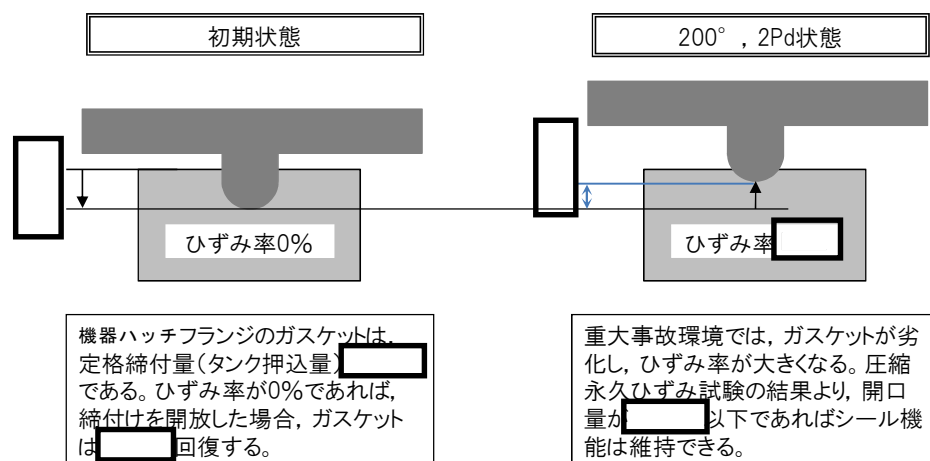 初期状態
200°，2Pd状態
ひずみ率0%
ひずみ率
機器ハッチフランジのガスケットは，
定格締付量（タンク押込量）
である。ひずみ率が0%であれば，
締付けを開放した場合，ガスケット
は 回復する。
重大事故環境では，ガスケットが劣
化し，ひずみ率が大きくなる。圧縮
永久ひずみ試験の結果より，開口
量が 以下であればシール機
能は維持できる。